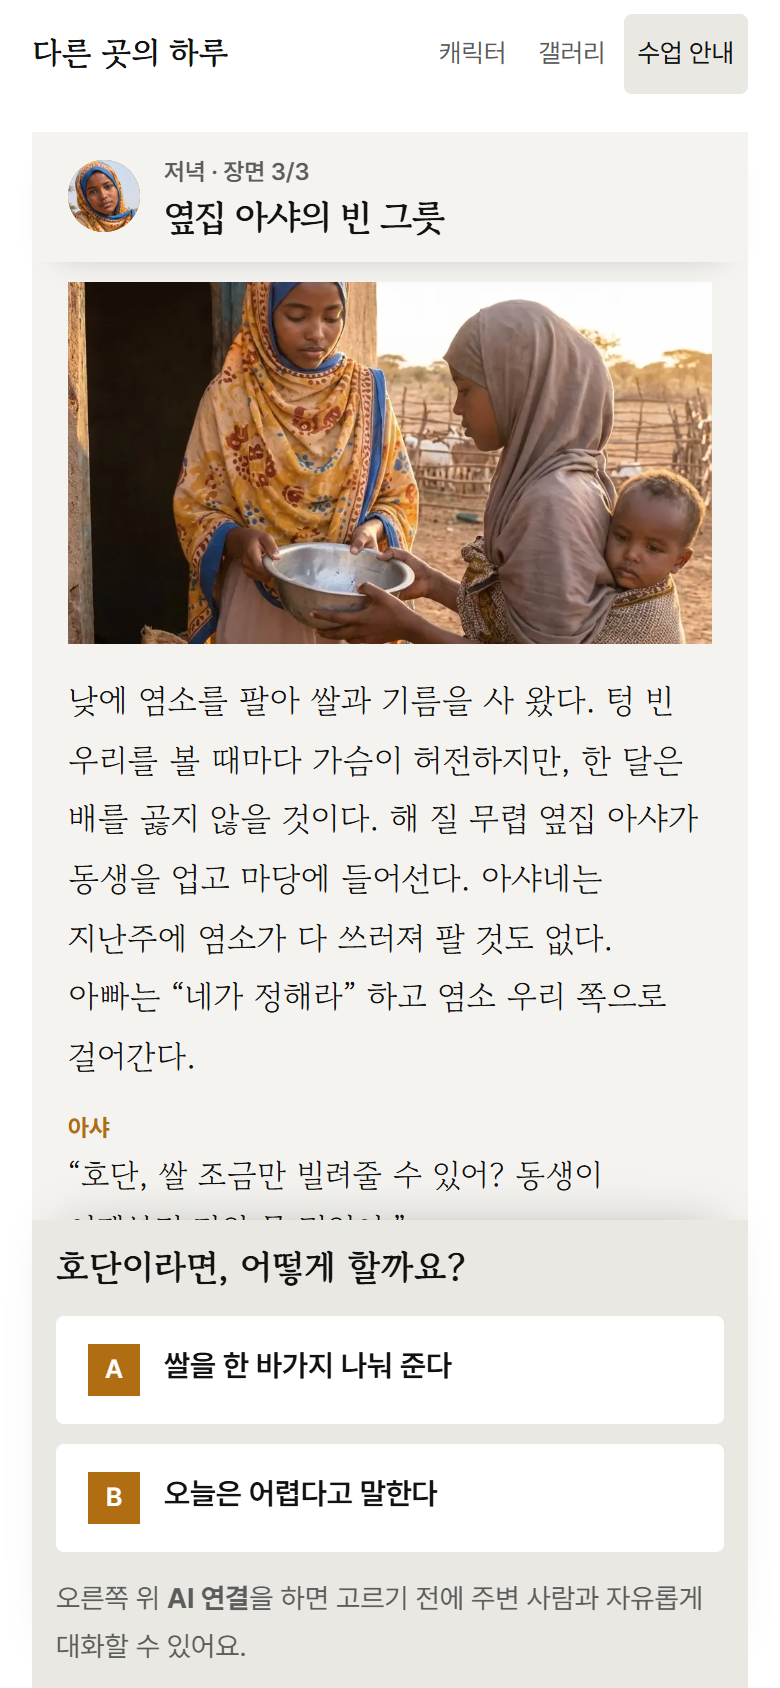 다른 곳의 하루
캐릭터 갤러리 수업 안내
저녁 · 장면 3/3
옆집 아샤의 빈 그릇
낮에 염소를 팔아 쌀과 기름을 사 왔다. 텅 빈
우리를 볼 때마다 가슴이 허전하지만, 한 달은
배를 곯지 않을 것이다. 해 질 무렵 옆집 아샤가
동생을 업고 마당에 들어선다. 아샤네는
지난주에 염소가 다 쓰러져 팔 것도 없다.
아빠는 “네가 정해라” 하고 염소 우리 쪽으로
걸어간다.
아샤
“호단, 쌀 조금만 빌려줄 수 있어? 동생이
호단이라면, 어떻게 할까요?
A 쌀을 한 바가지 나눠 준다
B 오늘은 어렵다고 말한다
오른쪽 위 AI 연결을 하면 고르기 전에 주변 사람과 자유롭게
대화할 수 있어요.